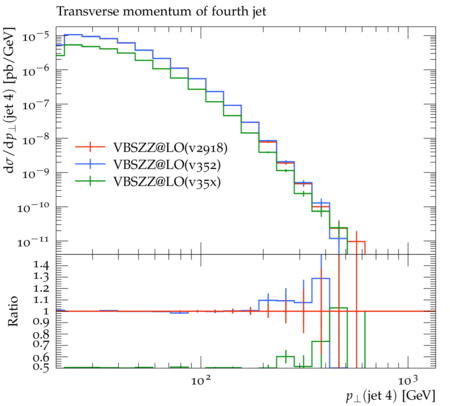 Transverse momentum of fourth jet
dσ/dp⊥(jet 4) [pb/GeV]
10⁻⁵
10⁻⁶
10⁻⁷
10⁻⁸
10⁻⁹
10⁻¹⁰
10⁻¹¹
VBSZZ@LO(v2918)
VBSZZ@LO(v352)
VBSZZ@LO(v35x)
Ratio
1.4
1.3
1.2
1.1
1
0.9
0.8
0.7
0.6
0.5
10²
10³
p⊥(jet 4) [GeV]